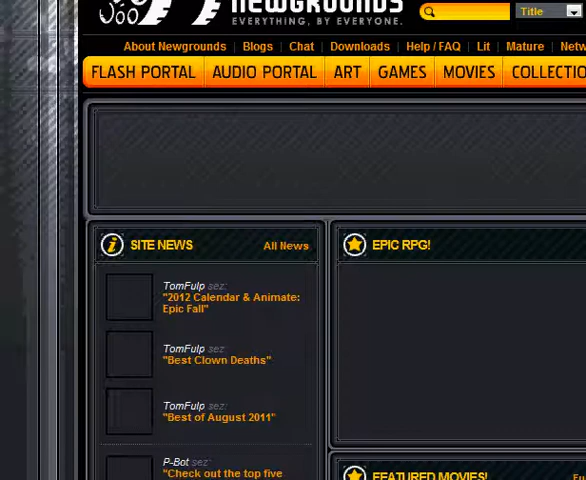 NEWGROUNDS
EVERYTHING, BY EVERYONE.
Title
About Newgrounds | Blogs | Chat | Downloads | Help / FAQ | Lit | Mature |
FLASH PORTAL AUDIO PORTAL ART GAMES MOVIES
SITE NEWS All News
EPIC RPG!
TomFulp sez:
"2012 Calendar & Animate:
Epic Fall"
TomFulp sez:
"Best Clown Deaths"
TomFulp sez:
"Best of August 2011"
P-Bot sez:
"Check out the top five
FEATURED MOVIES!